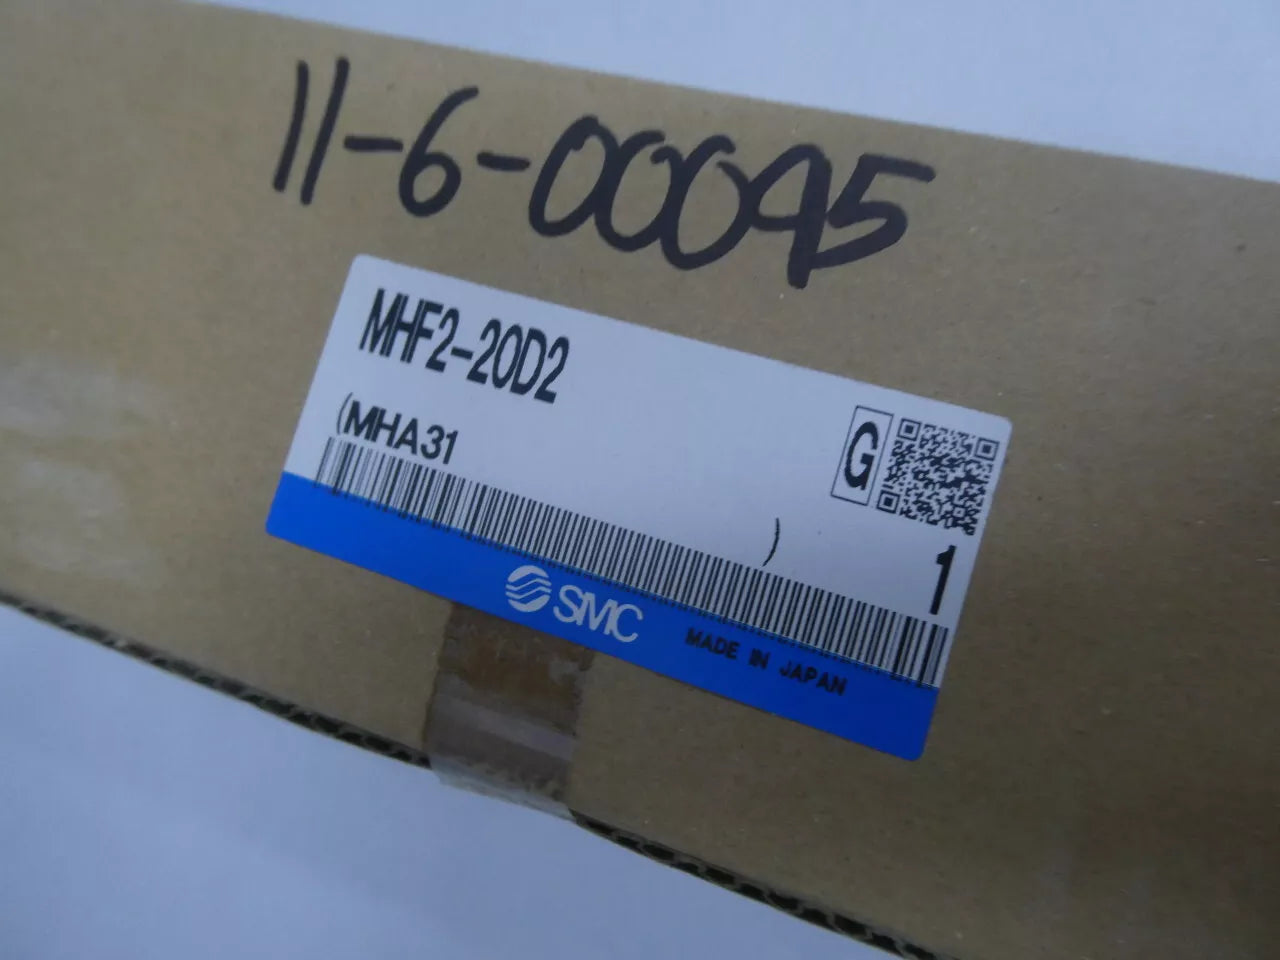 11-6-00095
MHF2-20D2
(MHA31
)
G
1
SMC
MADE IN JAPAN